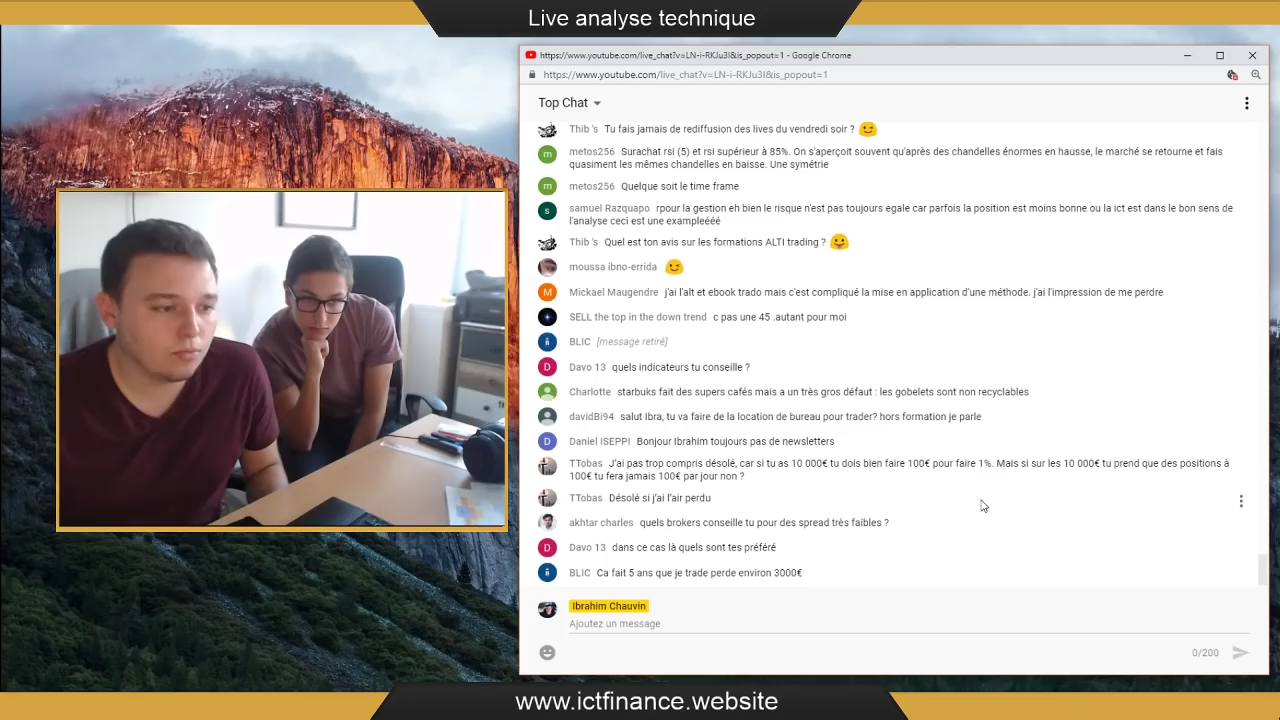 Live analyse technique
https://www.youtube.com/live_chat?v=LN-i-RKJu3I&is_popout=1 - Google Chrome
https://www.youtube.com/live_chat?v=LN-i-RKJu3I&is_popout=1
Top Chat
Thib 's Tu fais jamais de rediffusion des lives du vendredi soir ?
metos256 Surachat rsi (5) et rsi supérieur à 85%. On s'aperçoit souvent qu'après des chandelles énormes en hausse, le marché se retourne et fais
quasiment les mêmes chandelles en baisse. Une symétrie
metos256 Quelque soit le time frame
samuel Razquapo rpour la gestion eh bien le risque n'est pas toujours egale car parfois la position est moins bonne ou la ict est dans le bon sens de
l'analyse ceci est une exampleééé
Thib 's Quel est ton avis sur les formations ALTI trading ?
moussa ibno-errida
Mickael Maugendre j'ai l'alt et ebook trado mais c'est compliqué la mise en application d'une méthode. j'ai l'impression de me perdre
SELL the top in the down trend c pas une 45 .autant pour moi
BLIC [message retiré]
Davo 13 quels indicateurs tu conseille ?
Charlotte starbuks fait des supers cafés mais a un très gros défaut : les gobelets sont non recyclables
davidBi94 salut Ibra, tu va faire de la location de bureau pour trader? hors formation je parle
Daniel ISEPPI Bonjour Ibrahim toujours pas de newsletters
TTobas J'ai pas trop compris désolé, car si tu as 10 000€ tu dois bien faire 100€ pour faire 1%. Mais si sur les 10 000€ tu prend que des positions à
100€ tu fera jamais 100€ par jour non ?
TTobas Désolé si j'ai l'air perdu
akhtar charles quels brokers conseille tu pour des spread très faibles ?
Davo 13 dans ce cas là quels sont tes préféré
BLIC Ca fait 5 ans que je trade perde environ 3000€
Ibrahim Chauvin
Ajoutez un message
0/200
www.ictfinance.website